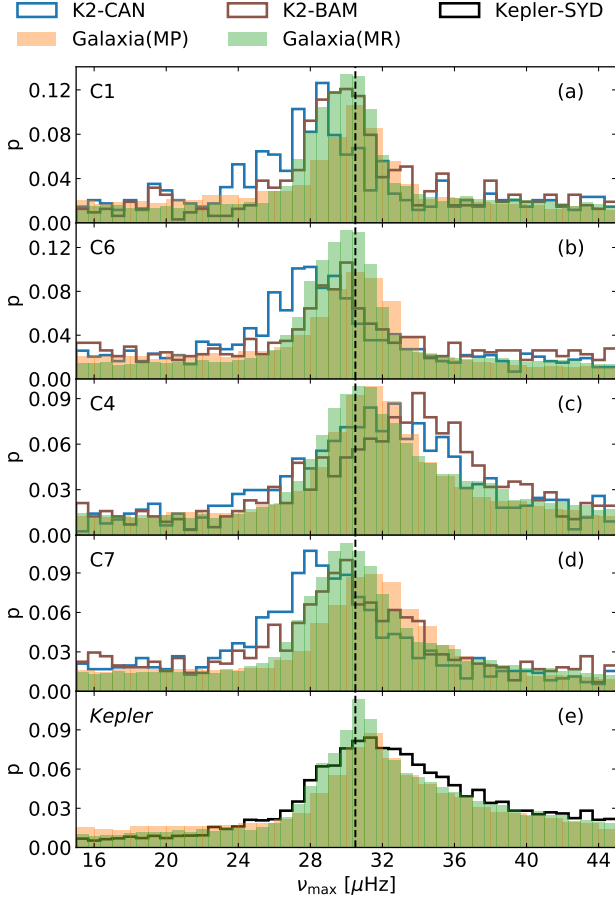 K2-CAN K2-BAM Kepler-SYD
Galaxia(MP) Galaxia(MR)
C1 (a)
0.12
0.08
p
0.04
0.00
C6 (b)
0.12
0.08
p
0.04
0.00
C4 (c)
0.09
0.06
p
0.03
0.00
C7 (d)
0.09
0.06
p
0.03
0.00
Kepler (e)
0.09
0.06
p
0.03
0.00
16 20 24 28 32 36 40 44
ν_max [μHz]